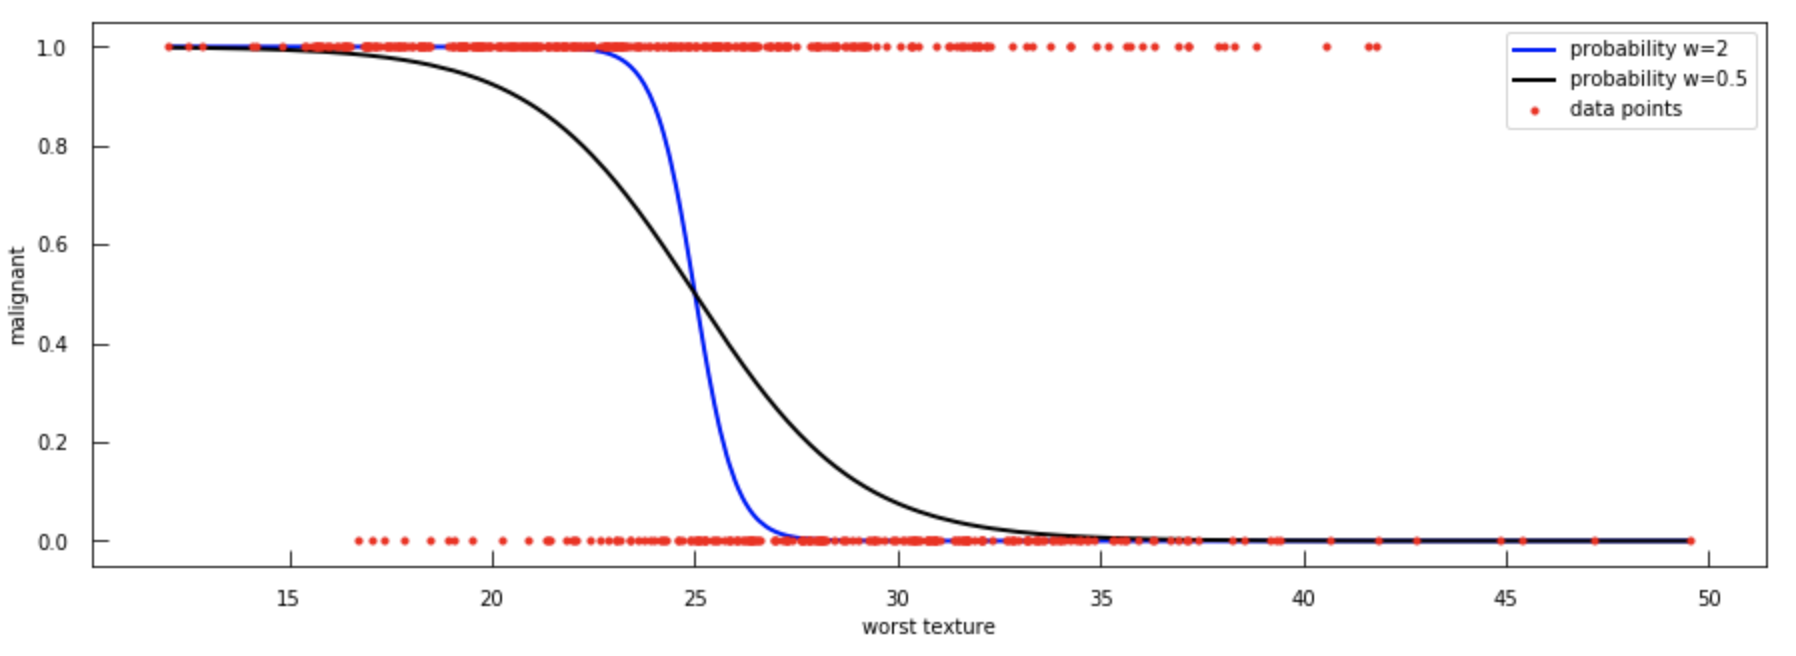 1.0
0.8
0.6
0.4
0.2
0.0
malignant
probability w=2
probability w=0.5
data points
15 20 25 30 35 40 45 50
worst texture